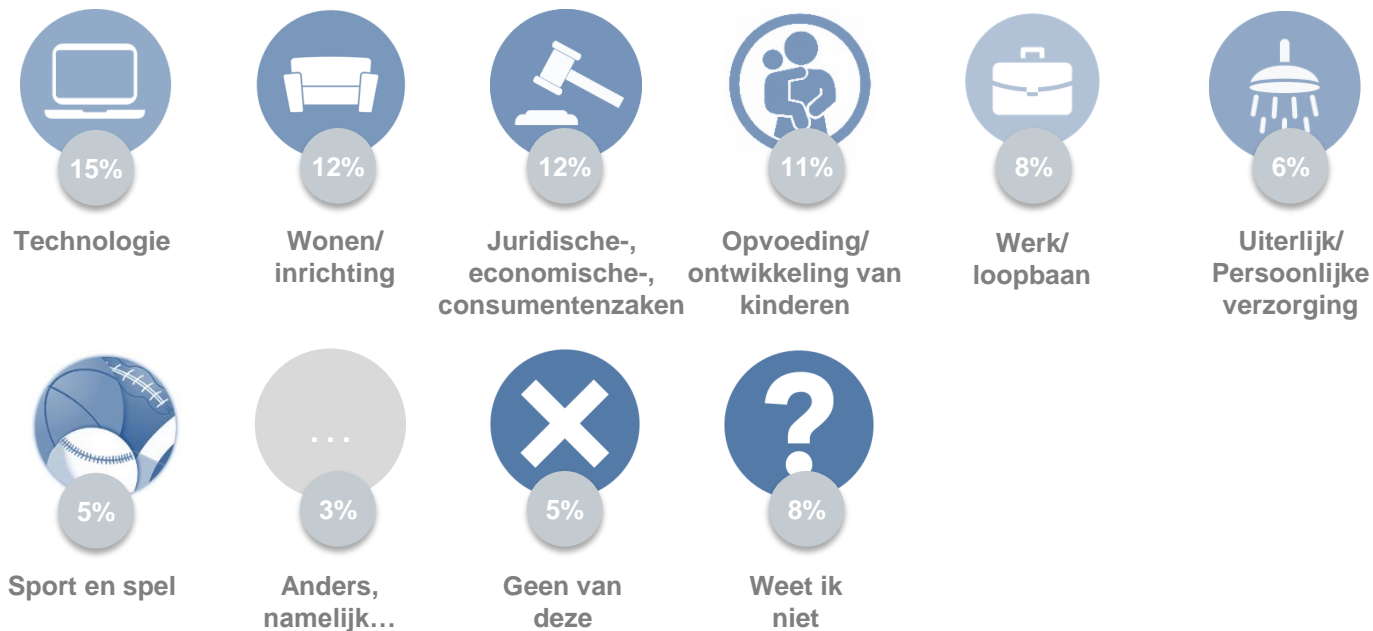 15%
12%
12%
11%
8%
6%
Technologie
Wonen/
inrichting
Juridische-,
economische-,
consumentenzaken
Opvoeding/
ontwikkeling van
kinderen
Werk/
loopbaan
Uiterlijk/
Persoonlijke
verzorging
...
5%
3%
5%
8%
Sport en spel
Anders,
namelijk…
Geen van
deze
Weet ik
niet